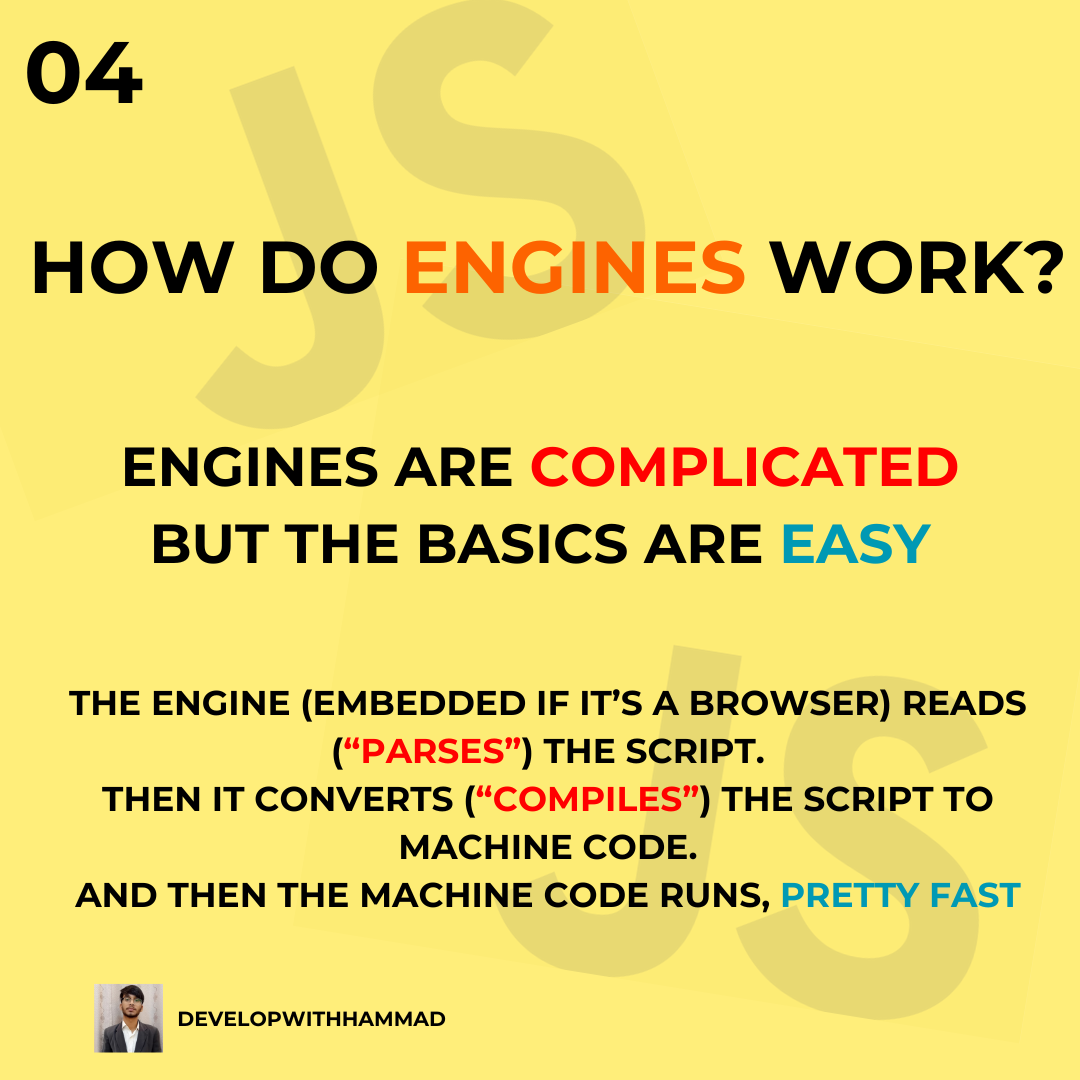 04
JS
HOW DO ENGINES WORK?
ENGINES ARE COMPLICATED
BUT THE BASICS ARE EASY
JS
THE ENGINE (EMBEDDED IF IT’S A BROWSER) READS
(“PARSES”) THE SCRIPT.
THEN IT CONVERTS (“COMPILES”) THE SCRIPT TO
MACHINE CODE.
AND THEN THE MACHINE CODE RUNS, PRETTY FAST
DEVELOPWITHHAMMAD